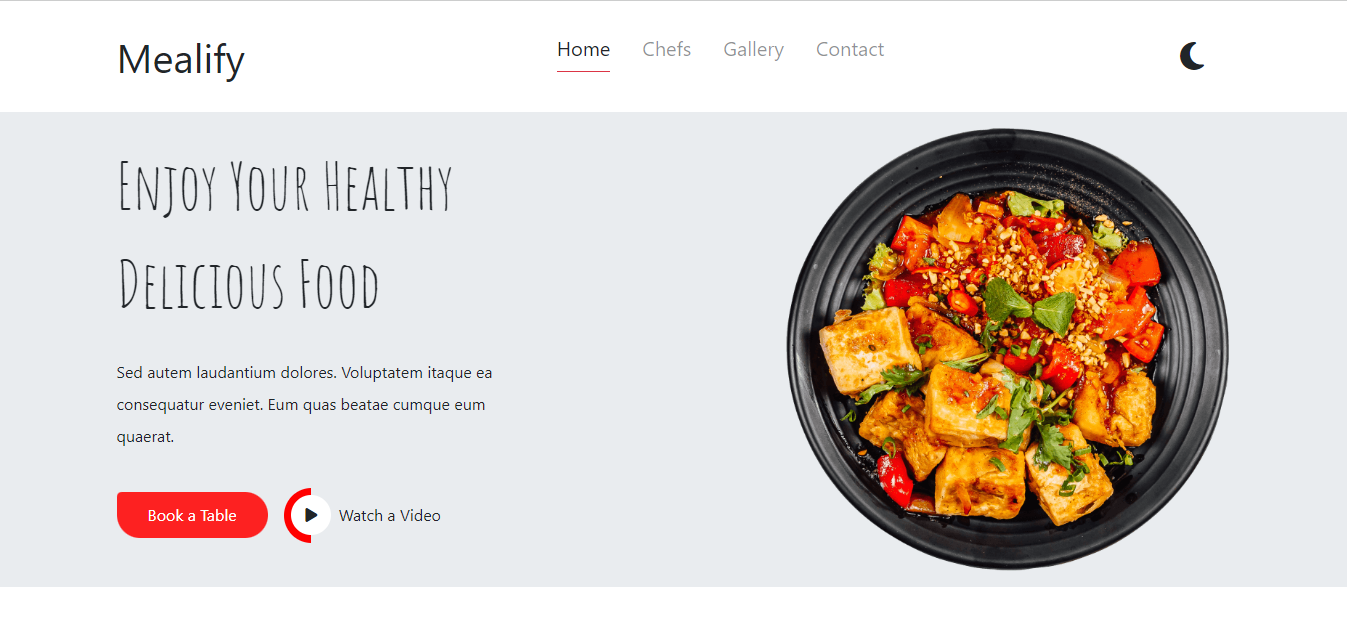 Mealify
Home Chefs Gallery Contact
Enjoy Your Healthy
Delicious Food
Sed autem laudantium dolores. Voluptatem itaque ea
consequatur eveniet. Eum quas beatae cumque eum
quaerat.
Book a Table
Watch a Video